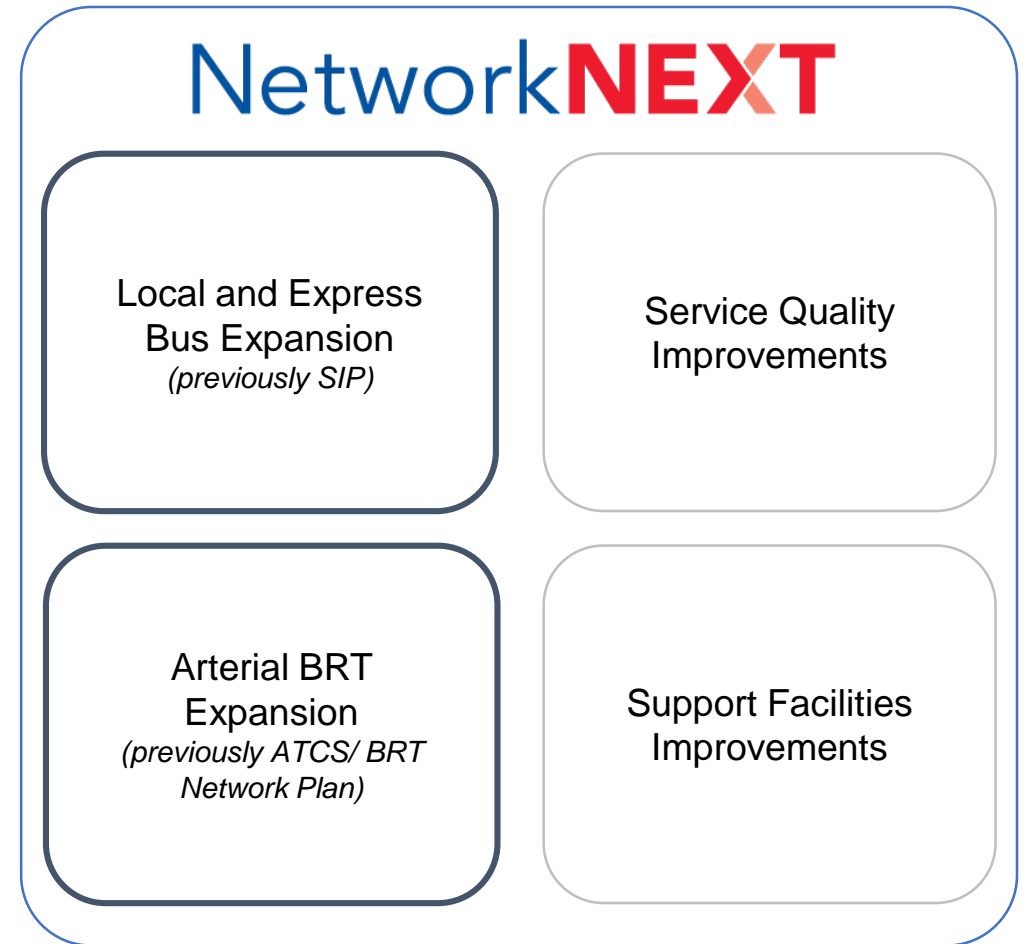 NetworkNEXT
Local and Express
Bus Expansion
(previously SIP)
Service Quality
Improvements
Arterial BRT
Expansion
(previously ATCS/ BRT
Network Plan)
Support Facilities
Improvements